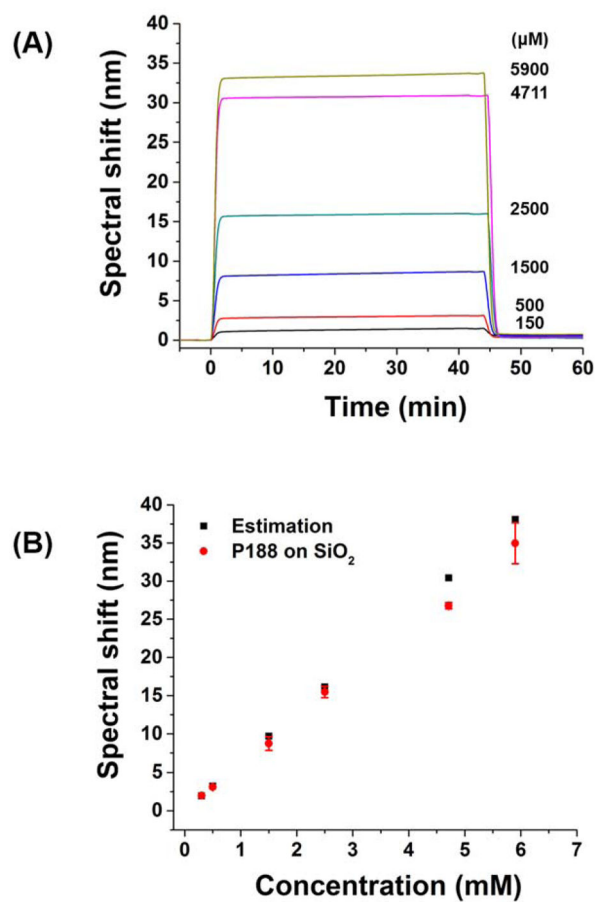 (A)
Spectral shift (nm)
40
35
30
25
20
15
10
5
0
(µM)
5900
4711
2500
1500
500
150
0 10 20 30 40 50 60
Time (min)
(B)
Spectral shift (nm)
40
35
30
25
20
15
10
5
0
Estimation
P188 on SiO₂
0 1 2 3 4 5 6 7
Concentration (mM)